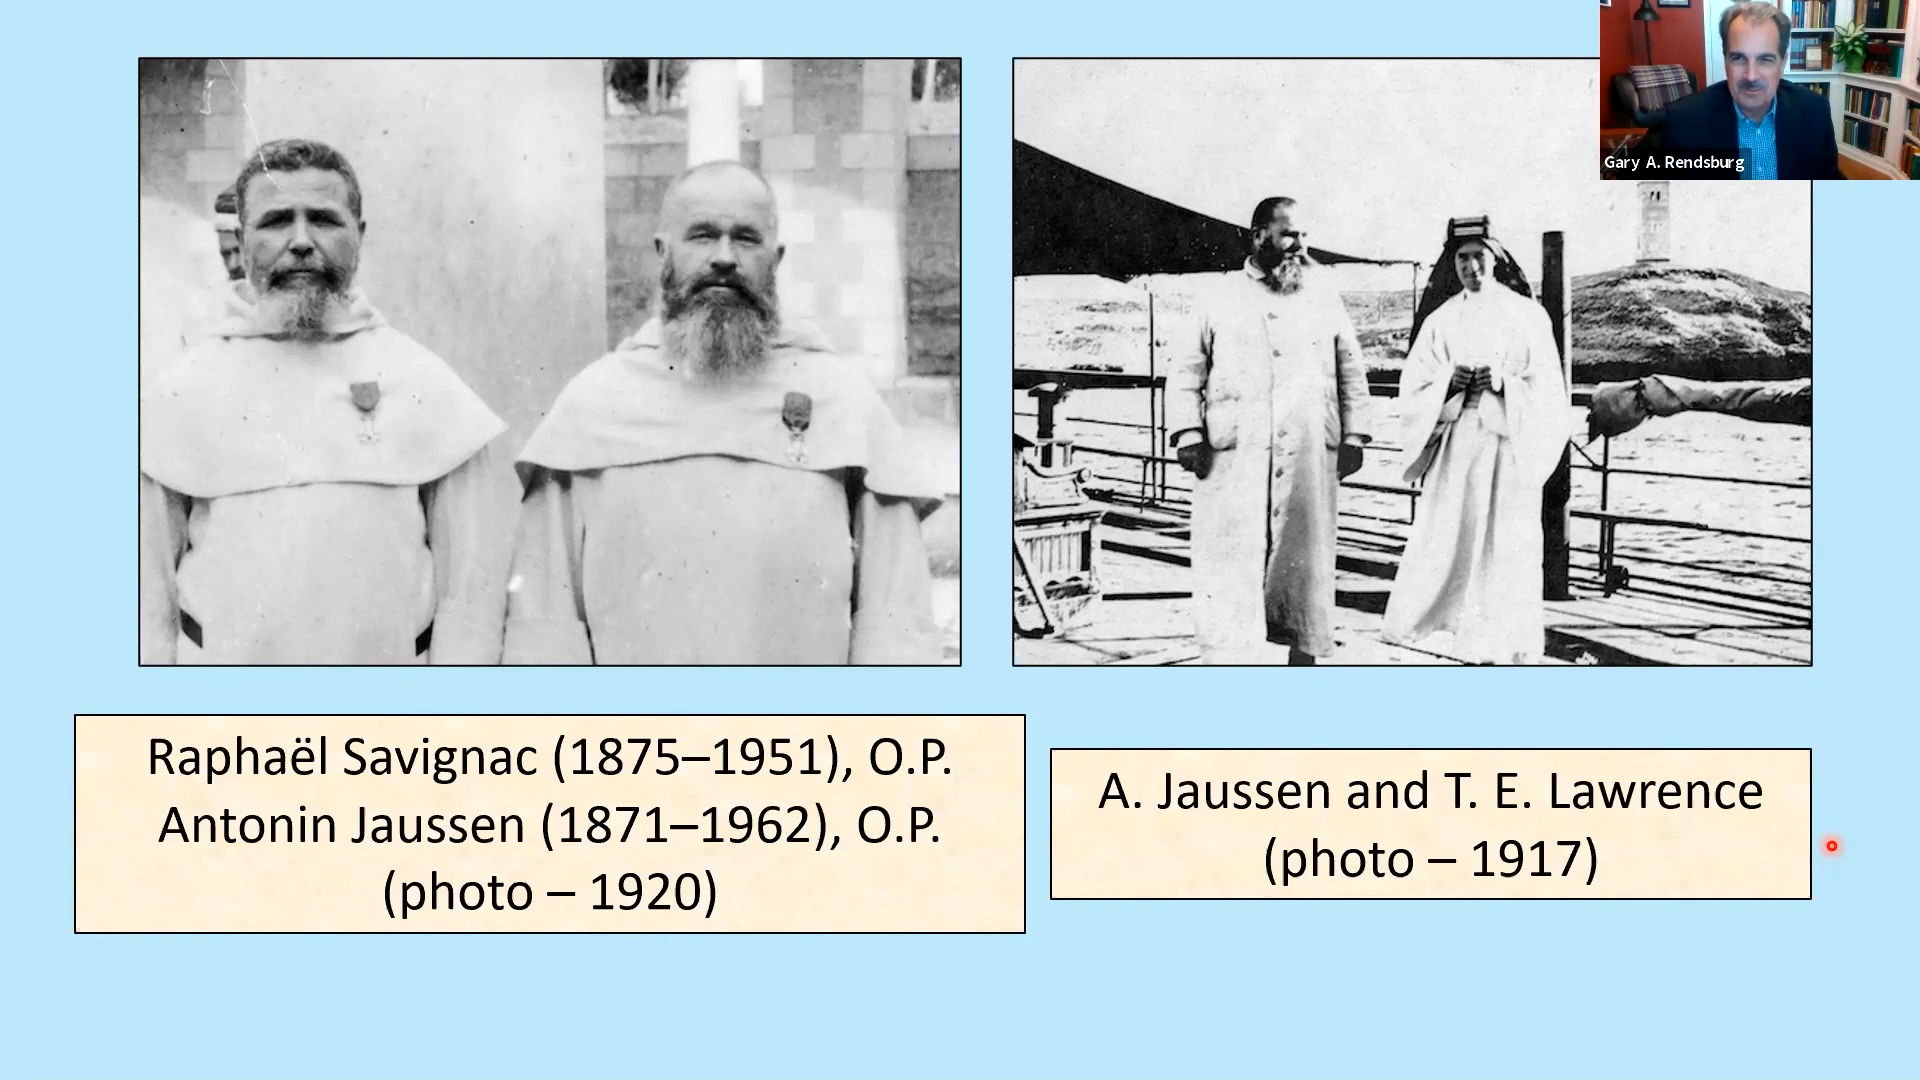 Gary A. Rendsburg
Raphaël Savignac (1875–1951), O.P.
Antonin Jaussen (1871–1962), O.P.
(photo – 1920)
A. Jaussen and T. E. Lawrence
(photo – 1917)